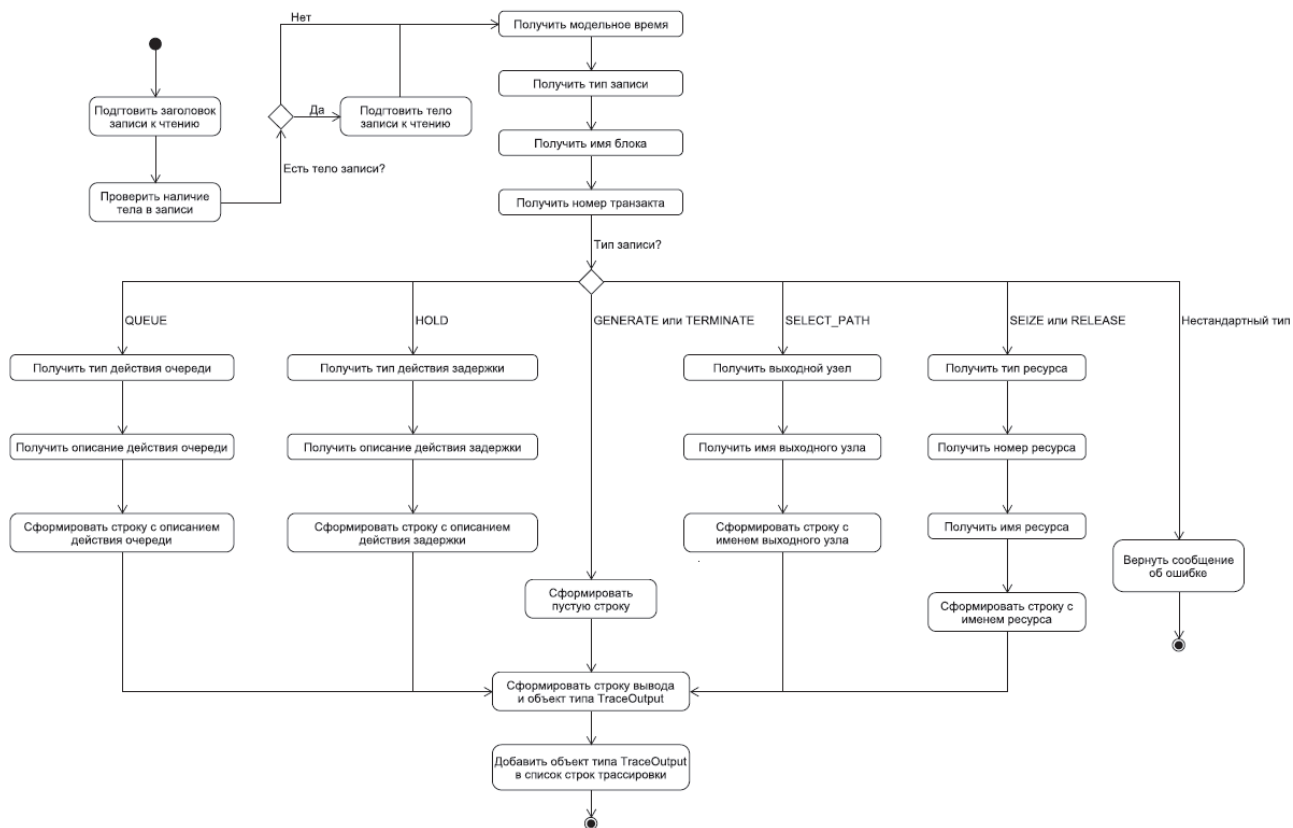 Нет
Получить модельное время
Получить тип записи
Подгтовить заголовок
записи к чтению
Да
Подгтовить тело
записи к чтению
Получить имя блока
Есть тело записи?
Проверить наличие
тела в записи
Получить номер транзакта
Тип записи?
QUEUE
HOLD
GENERATE или TERMINATE
SELECT_PATH
SEIZE или RELEASE
Нестандартный тип
Получить тип действия очереди
Получить тип действия задержки
Получить выходной узел
Получить тип ресурса
Получить описание действия очереди
Получить описание действия задержки
Получить имя выходного узла
Получить номер ресурса
Сформировать строку с описанием
действия очереди
Сформировать строку с описанием
действия задержки
Сформировать строку с
именем выходного узла
Получить имя ресурса
Вернуть сообщение
об ошибке
Сформировать
пустую строку
Сформировать строку с
именем ресурса
Сформировать строку вывода
и объект типа TraceOutput
Добавить объект типа TraceOutput
в список строк трассировки